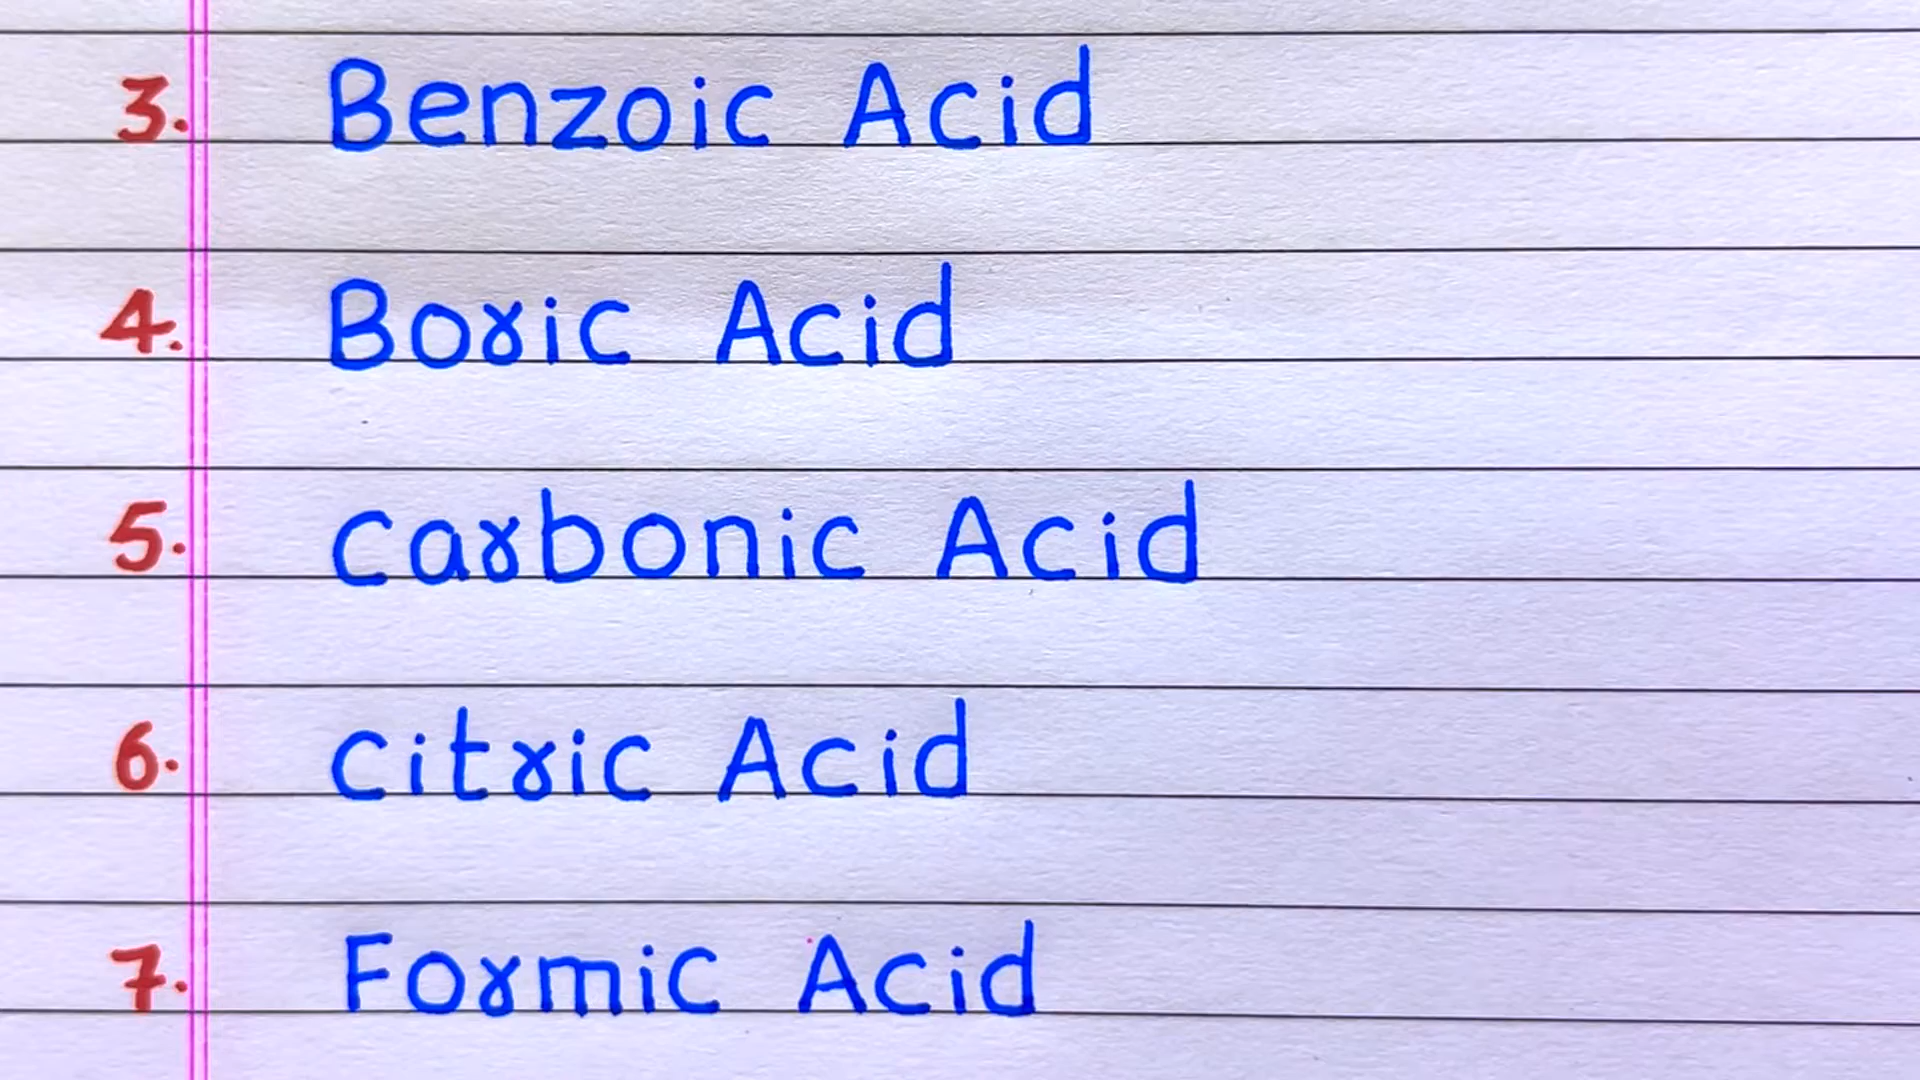 3. Benzoic Acid
4. Boric Acid
5. Carbonic Acid
6. Citric Acid
7. Formic Acid